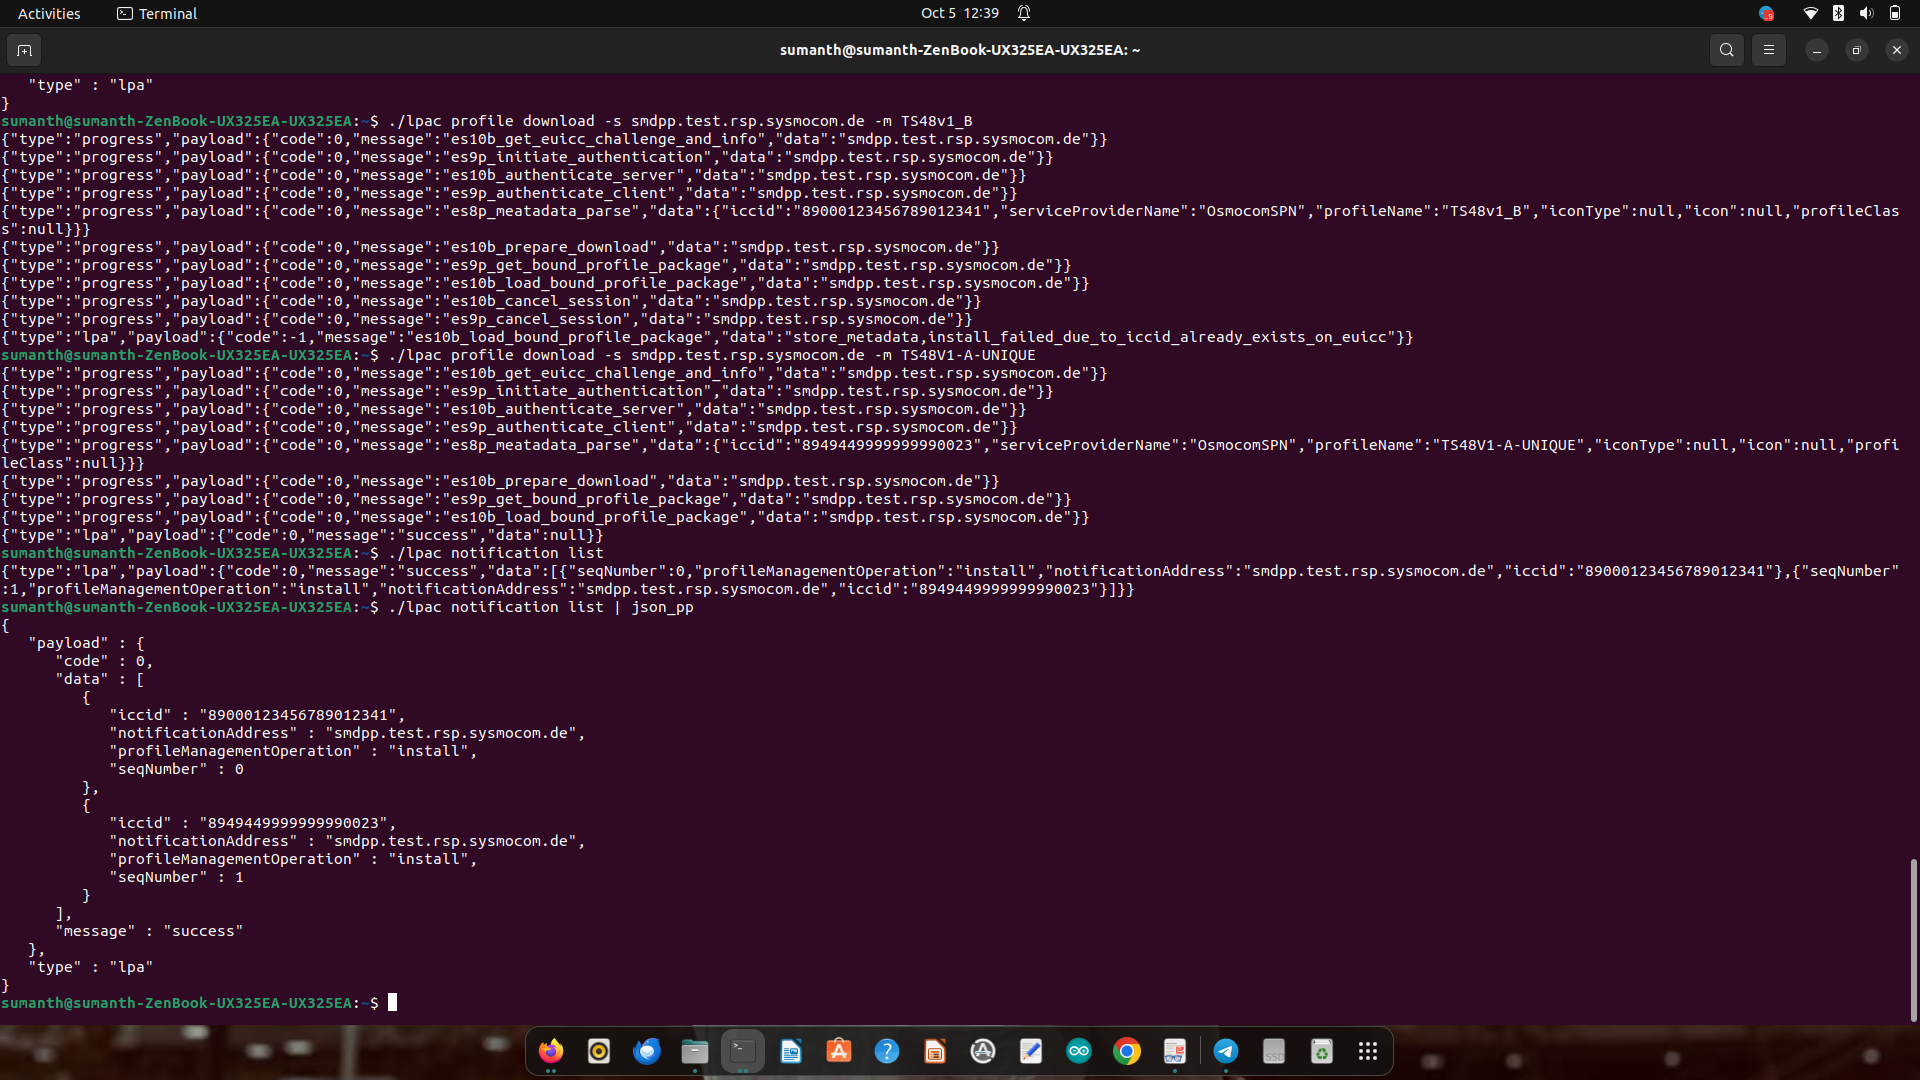 Activities
Terminal
Oct 5 12:39
sumanth@sumanth-ZenBook-UX325EA-UX325EA: ~
   "type" : "lpa"
}
sumanth@sumanth-ZenBook-UX325EA-UX325EA:~$ ./lpac profile download -s smdpp.test.rsp.sysmocom.de -m TS48v1_B
{"type":"progress","payload":{"code":0,"message":"es10b_get_euicc_challenge_and_info","data":"smdpp.test.rsp.sysmocom.de"}}
{"type":"progress","payload":{"code":0,"message":"es9p_initiate_authentication","data":"smdpp.test.rsp.sysmocom.de"}}
{"type":"progress","payload":{"code":0,"message":"es10b_authenticate_server","data":"smdpp.test.rsp.sysmocom.de"}}
{"type":"progress","payload":{"code":0,"message":"es9p_authenticate_client","data":"smdpp.test.rsp.sysmocom.de"}}
{"type":"progress","payload":{"code":0,"message":"es8p_meatadata_parse","data":{"iccid":"89000123456789012341","serviceProviderName":"OsmocomSPN","profileName":"TS48v1_B","iconType":null,"icon":null,"profileClas
s":null}}}
{"type":"progress","payload":{"code":0,"message":"es10b_prepare_download","data":"smdpp.test.rsp.sysmocom.de"}}
{"type":"progress","payload":{"code":0,"message":"es9p_get_bound_profile_package","data":"smdpp.test.rsp.sysmocom.de"}}
{"type":"progress","payload":{"code":0,"message":"es10b_load_bound_profile_package","data":"smdpp.test.rsp.sysmocom.de"}}
{"type":"progress","payload":{"code":0,"message":"es10b_cancel_session","data":"smdpp.test.rsp.sysmocom.de"}}
{"type":"progress","payload":{"code":0,"message":"es9p_cancel_session","data":"smdpp.test.rsp.sysmocom.de"}}
{"type":"lpa","payload":{"code":-1,"message":"es10b_load_bound_profile_package","data":"store_metadata,install_failed_due_to_iccid_already_exists_on_euicc"}}
sumanth@sumanth-ZenBook-UX325EA-UX325EA:~$ ./lpac profile download -s smdpp.test.rsp.sysmocom.de -m TS48V1-A-UNIQUE
{"type":"progress","payload":{"code":0,"message":"es10b_get_euicc_challenge_and_info","data":"smdpp.test.rsp.sysmocom.de"}}
{"type":"progress","payload":{"code":0,"message":"es9p_initiate_authentication","data":"smdpp.test.rsp.sysmocom.de"}}
{"type":"progress","payload":{"code":0,"message":"es10b_authenticate_server","data":"smdpp.test.rsp.sysmocom.de"}}
{"type":"progress","payload":{"code":0,"message":"es9p_authenticate_client","data":"smdpp.test.rsp.sysmocom.de"}}
{"type":"progress","payload":{"code":0,"message":"es8p_meatadata_parse","data":{"iccid":"8949449999999990023","serviceProviderName":"OsmocomSPN","profileName":"TS48V1-A-UNIQUE","iconType":null,"icon":null,"profi
leClass":null}}}
{"type":"progress","payload":{"code":0,"message":"es10b_prepare_download","data":"smdpp.test.rsp.sysmocom.de"}}
{"type":"progress","payload":{"code":0,"message":"es9p_get_bound_profile_package","data":"smdpp.test.rsp.sysmocom.de"}}
{"type":"progress","payload":{"code":0,"message":"es10b_load_bound_profile_package","data":"smdpp.test.rsp.sysmocom.de"}}
{"type":"lpa","payload":{"code":0,"message":"success","data":null}}
sumanth@sumanth-ZenBook-UX325EA-UX325EA:~$ ./lpac notification list
{"type":"lpa","payload":{"code":0,"message":"success","data":[{"seqNumber":0,"profileManagementOperation":"install","notificationAddress":"smdpp.test.rsp.sysmocom.de","iccid":"89000123456789012341"},{"seqNumber"
:1,"profileManagementOperation":"install","notificationAddress":"smdpp.test.rsp.sysmocom.de","iccid":"8949449999999990023"}]}}
sumanth@sumanth-ZenBook-UX325EA-UX325EA:~$ ./lpac notification list | json_pp
{
   "payload" : {
      "code" : 0,
      "data" : [
         {
            "iccid" : "89000123456789012341",
            "notificationAddress" : "smdpp.test.rsp.sysmocom.de",
            "profileManagementOperation" : "install",
            "seqNumber" : 0
         },
         {
            "iccid" : "8949449999999990023",
            "notificationAddress" : "smdpp.test.rsp.sysmocom.de",
            "profileManagementOperation" : "install",
            "seqNumber" : 1
         }
      ],
      "message" : "success"
   },
   "type" : "lpa"
}
sumanth@sumanth-ZenBook-UX325EA-UX325EA:~$
SSD